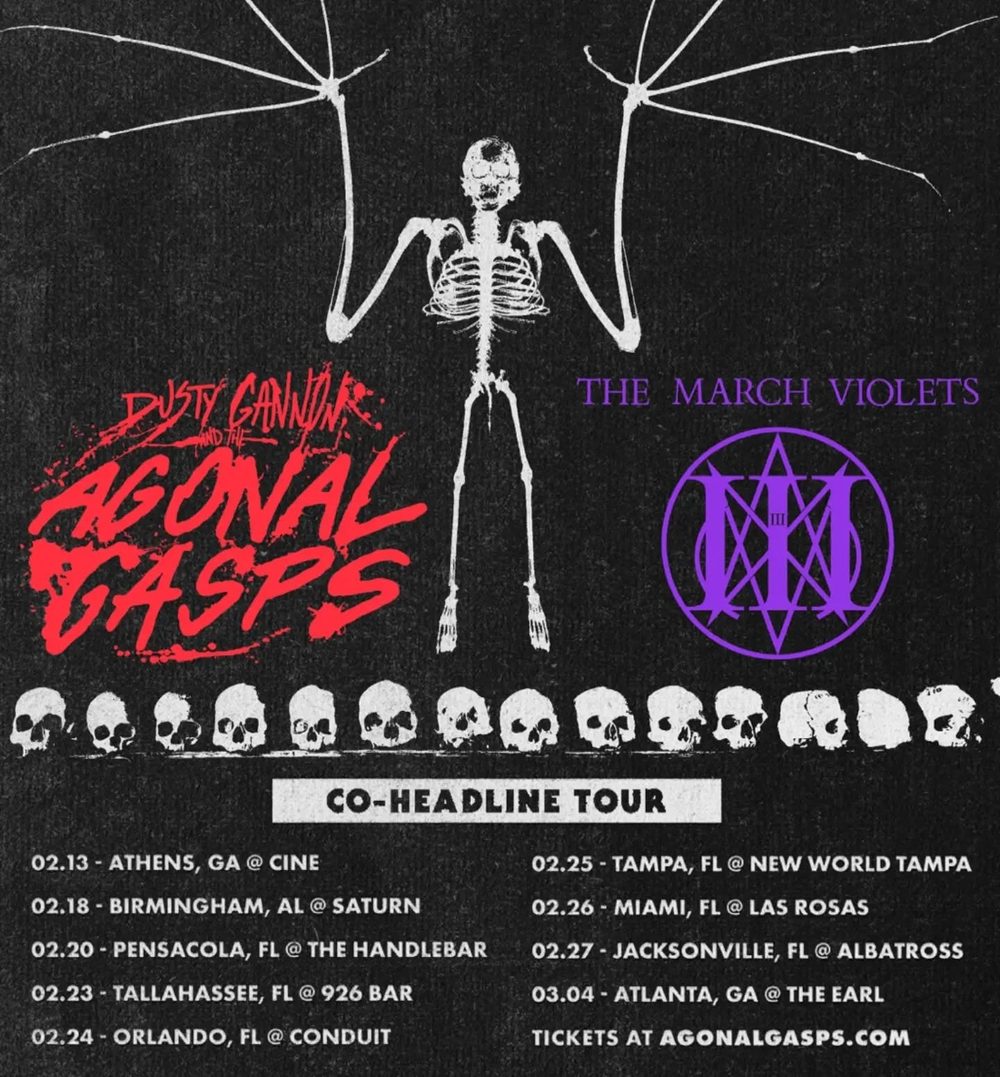 DUSTY GANNON
AND THE
AGONAL
GASPS
THE MARCH VIOLETS
III
CO-HEADLINE TOUR
02.13 - ATHENS, GA @ CINE
02.18 - BIRMINGHAM, AL @ SATURN
02.20 - PENSACOLA, FL @ THE HANDLEBAR
02.23 - TALLAHASSEE, FL @ 926 BAR
02.24 - ORLANDO, FL @ CONDUIT
02.25 - TAMPA, FL @ NEW WORLD TAMPA
02.26 - MIAMI, FL @ LAS ROSAS
02.27 - JACKSONVILLE, FL @ ALBATROSS
03.04 - ATLANTA, GA @ THE EARL
TICKETS AT AGONALGASPS.COM